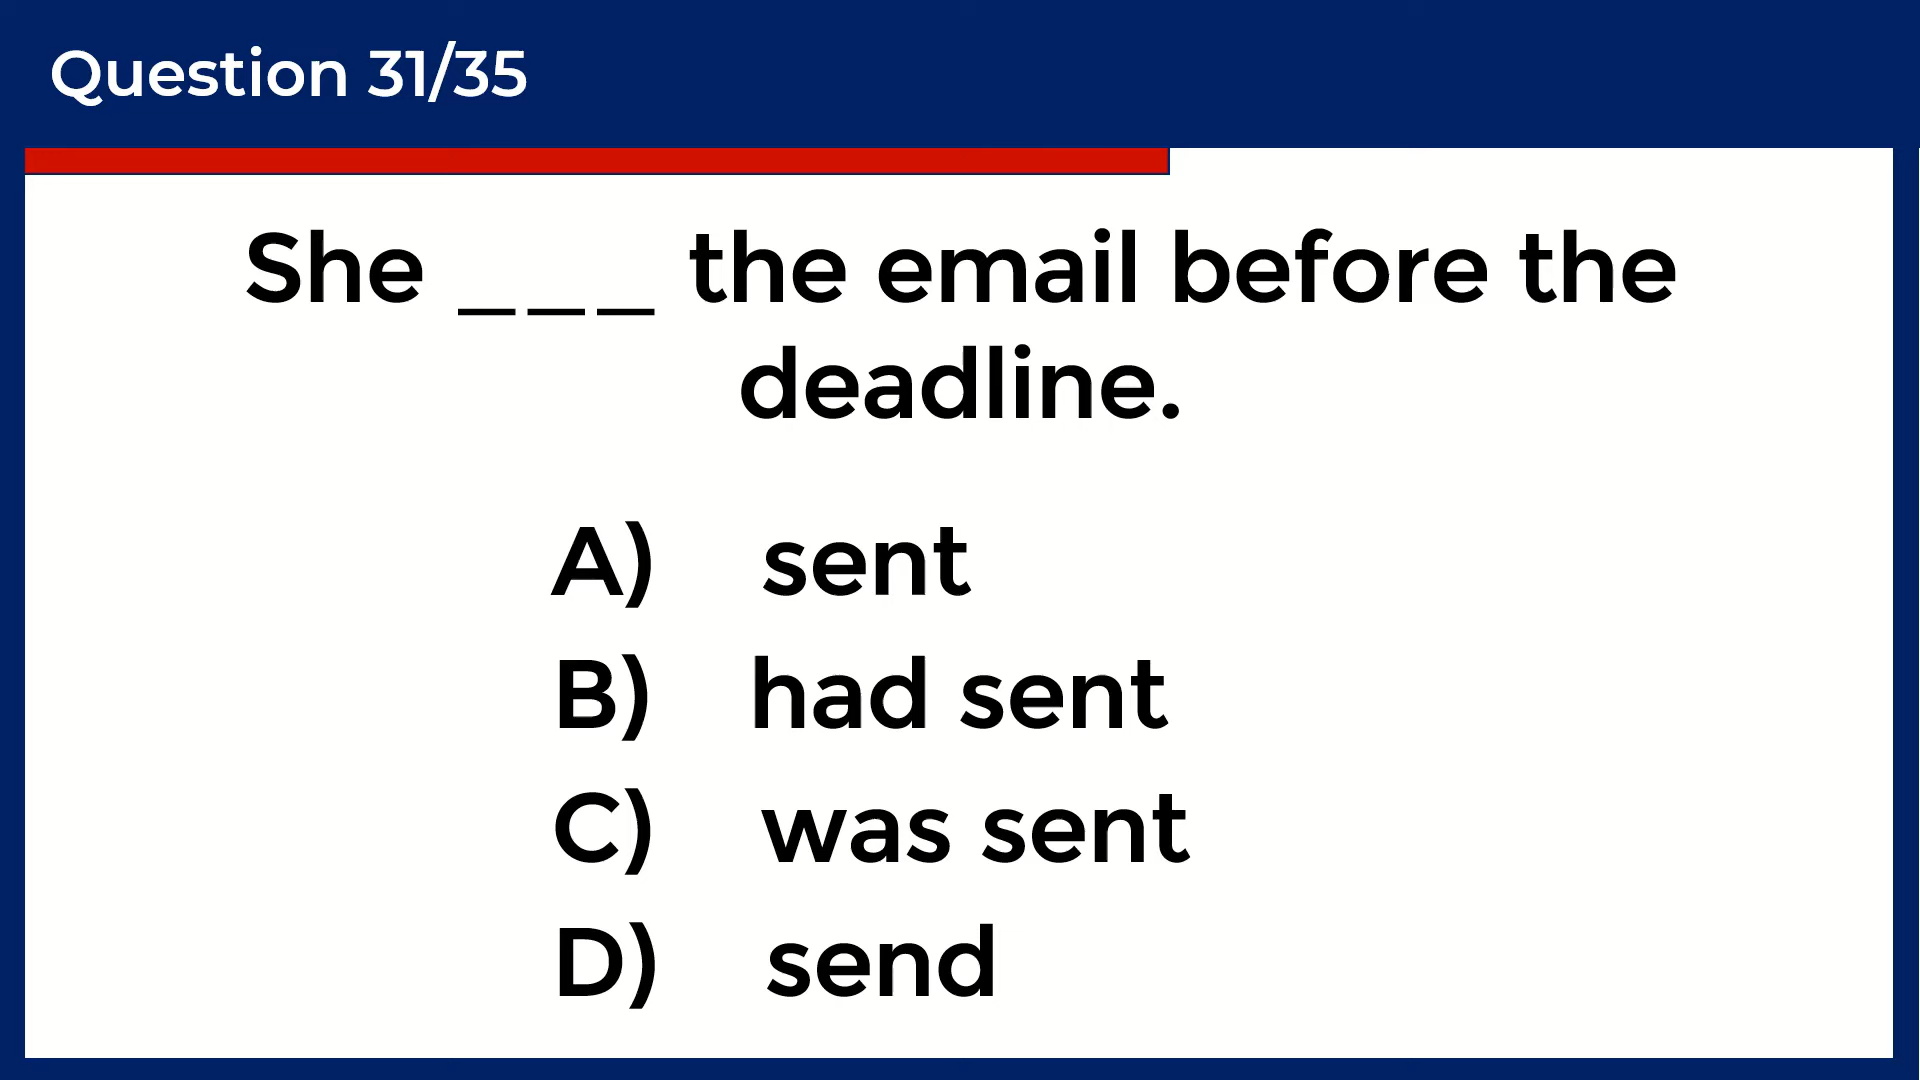 Question 31/35
She ___ the email before the
deadline.
A) sent
B) had sent
C) was sent
D) send